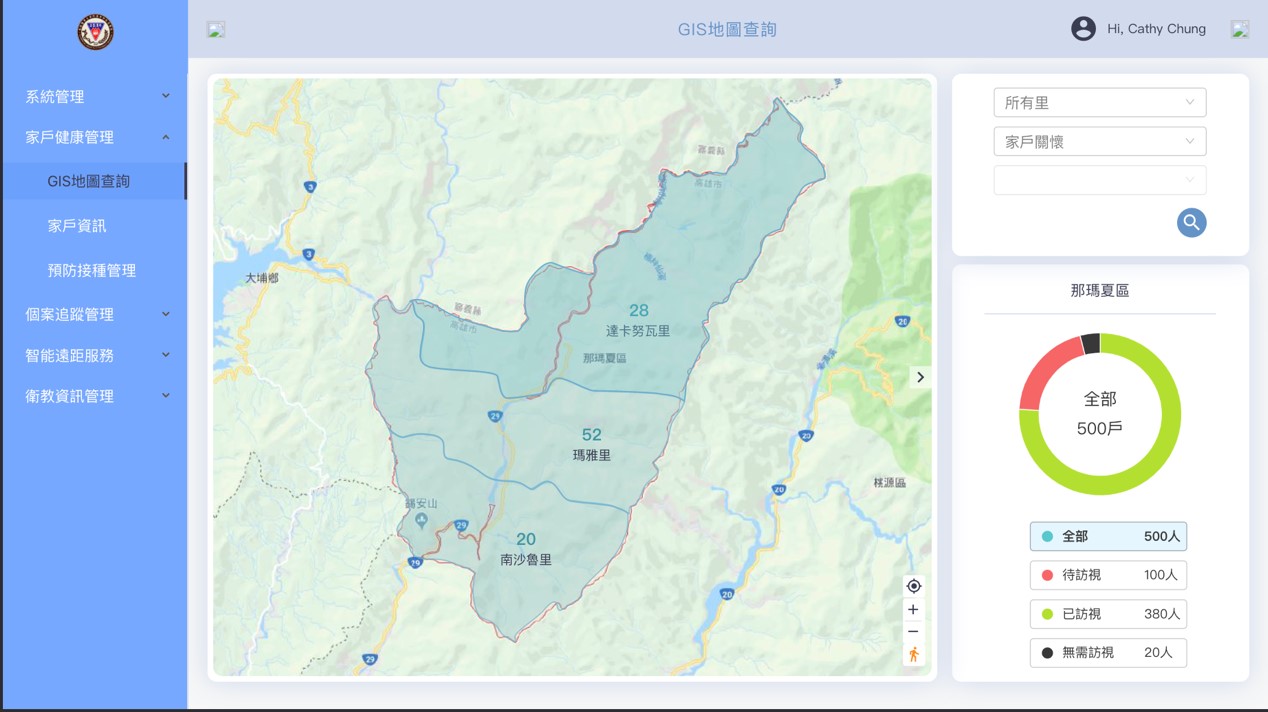 GIS地圖查詢
Hi, Cathy Chung
系統管理
家戶健康管理
GIS地圖查詢
家戶資訊
預防接種管理
個案追蹤管理
智能遠距服務
衛教資訊管理
3
嘉義縣
高雄市
3
大埔鄉
嘉義縣
高雄市
28
達卡努瓦里
那瑪夏區
20
29
52
瑪雅里
20
桃源區
20
錫安山
29
20
南沙魯里
29
20
29
所有里
家戶關懷
那瑪夏區
全部
500戶
全部 500人
待訪視 100人
已訪視 380人
無需訪視 20人